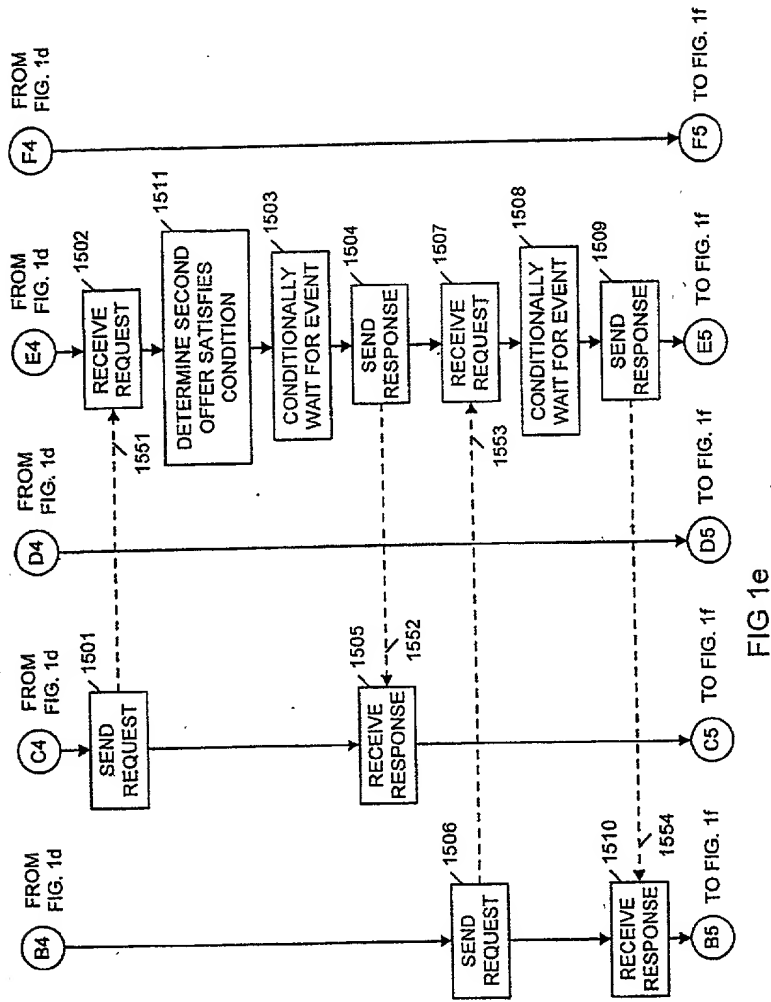 B4
FROM
FIG. 1d
C4
FROM
FIG. 1d
D4
FROM
FIG. 1d
E4
FROM
FIG. 1d
F4
FROM
FIG. 1d
1501
SEND
REQUEST
1551
1502
RECEIVE
REQUEST
1511
DETERMINE SECOND
OFFER SATISFIES
CONDITION
1503
CONDITIONALLY
WAIT FOR EVENT
1504
SEND
RESPONSE
1505
RECEIVE
RESPONSE
1552
1506
SEND
REQUEST
1553
1507
RECEIVE
REQUEST
1508
CONDITIONALLY
WAIT FOR EVENT
1509
SEND
RESPONSE
1510
RECEIVE
RESPONSE
1554
B5
TO FIG. 1f
C5
TO FIG. 1f
D5
TO FIG. 1f
E5
TO FIG. 1f
F5
TO FIG. 1f
FIG 1e